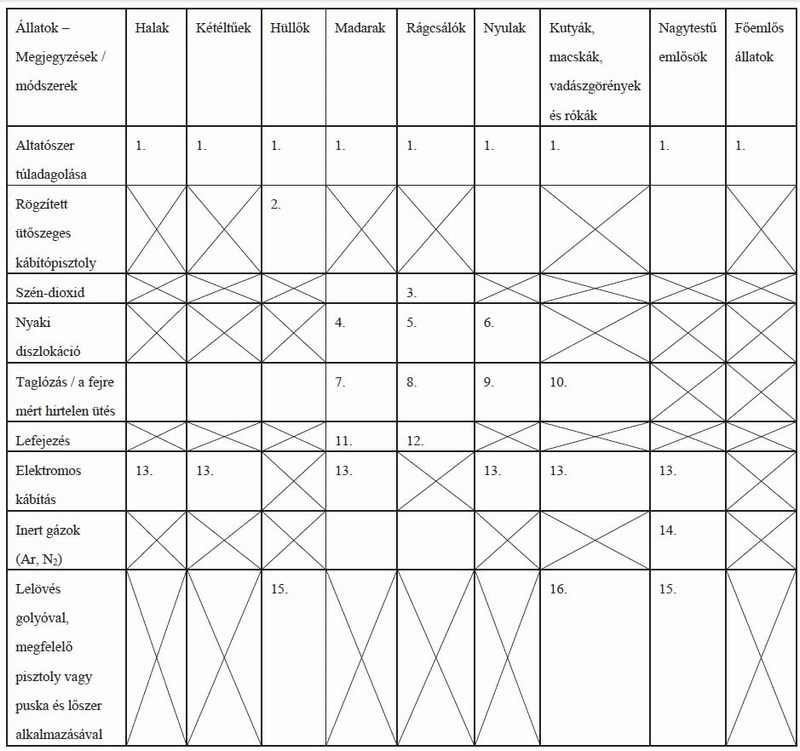 Állatok – Halak Kétéltűek Hüllők Madarak Rágcsálók Nyulak Kutyák, Nagytestű Főemlős
Megjegyzések / macskák, emlősök állatok
módszerek vadászgörények
és rókák
Altatószer 1. 1. 1. 1. 1. 1. 1. 1. 1.
túladagolása
Rögzített 2.
ütőszeges
kábítópisztoly
Szén-dioxid 3.
Nyaki 4. 5. 6.
diszlokáció
Taglózás / a fejre 7. 8. 9. 10.
mért hirtelen ütés
Lefejezés 11. 12.
Elektromos 13. 13. 13. 13. 13. 13.
kábítás
Inert gázok 14.
(Ar, N₂)
Lelövés 15. 16. 15.
golyóval,
megfelelő
pisztoly vagy
puska és lőszer
alkalmazásával